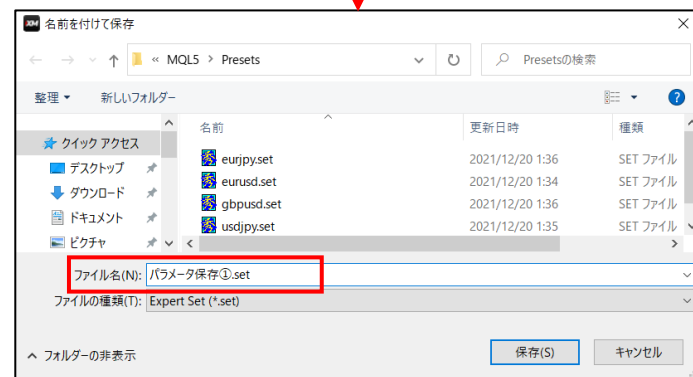 XM 名前を付けて保存
« MQL5 > Presets
Presetsの検索
整理 新しいフォルダー
名前 更新日時 種類
クイック アクセス
デスクトップ
ダウンロード
ドキュメント
ピクチャ
eurjpy.set 2021/12/20 1:36 SET ファイル
eurusd.set 2021/12/20 1:34 SET ファイル
gbpusd.set 2021/12/20 1:36 SET ファイル
usdjpy.set 2021/12/20 1:35 SET ファイル
ファイル名(N): パラメータ保存①.set
ファイルの種類(T): Expert Set (*.set)
フォルダーの非表示
保存(S) キャンセル